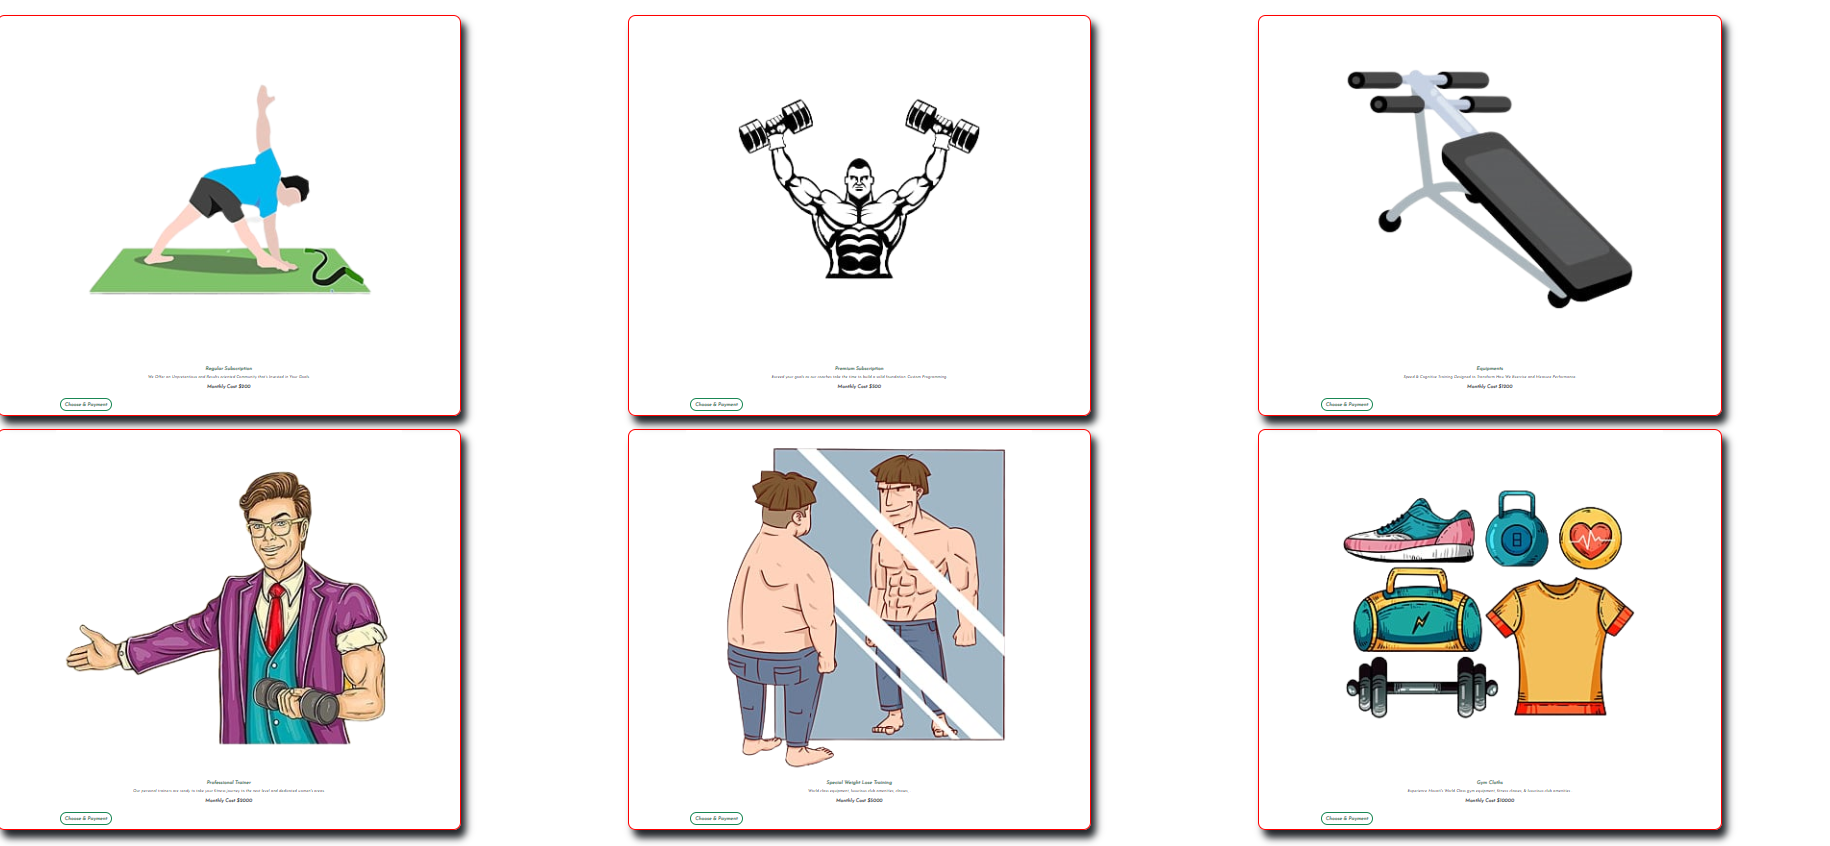 Regular Subscription
We Offer an Unpretentious and Results oriented Community that's Invested in Your Goals
Monthly Cost $200
Choose & Payment
Premium Subscription
Exceed your goals as our coaches take the time to build a solid foundation Custom Programming
Monthly Cost $500
Choose & Payment
Equipments
Speed & Cognitive Training Designed to Transform How We Exercise and Measure Performance
Monthly Cost $1200
Choose & Payment
Professional Trainer
Our personal trainers are ready to take your fitness journey to the next level and dedicated women's areas
Monthly Cost $2000
Choose & Payment
Special Weight Lose Training
World class equipment, luxurious club amenities, classes,
Monthly Cost $5000
Choose & Payment
Gym Cloths
Experience World Class gym equipment, fitness classes, & luxurious club amenities
Monthly Cost $10000
Choose & Payment